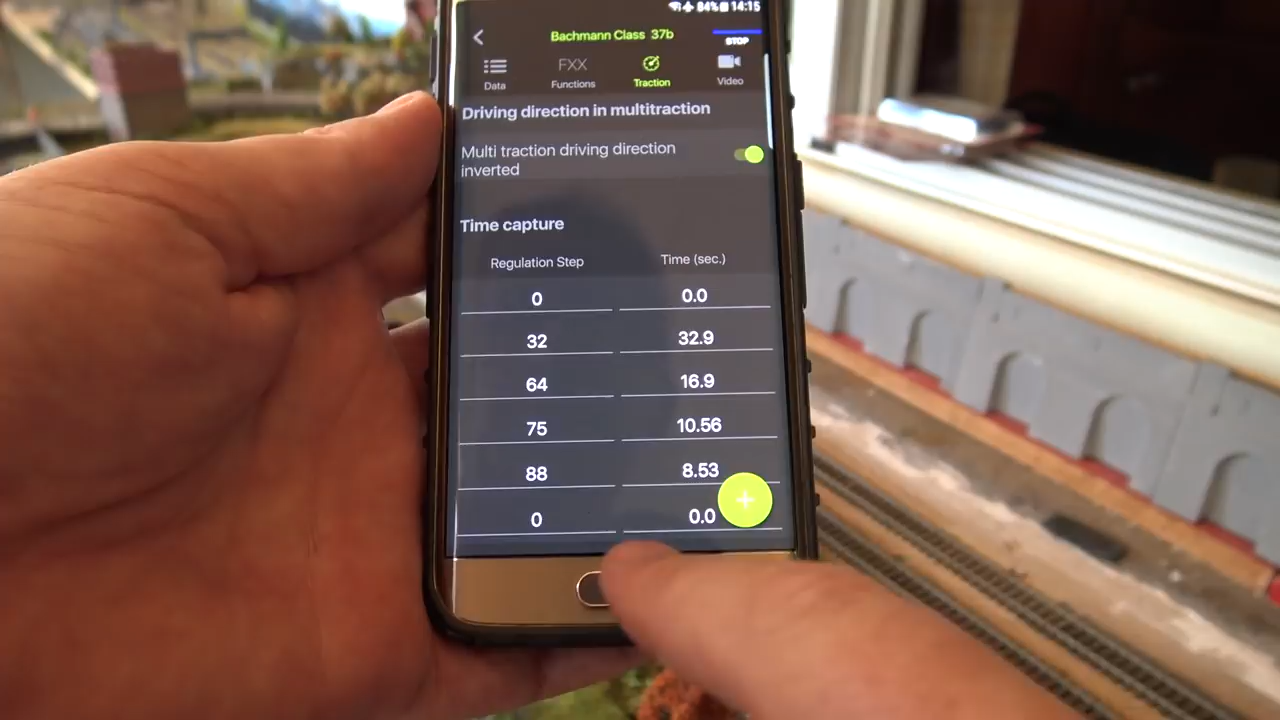 84% 14:15
Bachmann Class 37b
STOP
FXX
Data Functions Traction Video
Driving direction in multitraction
Multi traction driving direction
inverted
Time capture
Regulation Step Time (sec.)
0 0.0
32 32.9
64 16.9
75 10.56
88 8.53
+
0 0.0